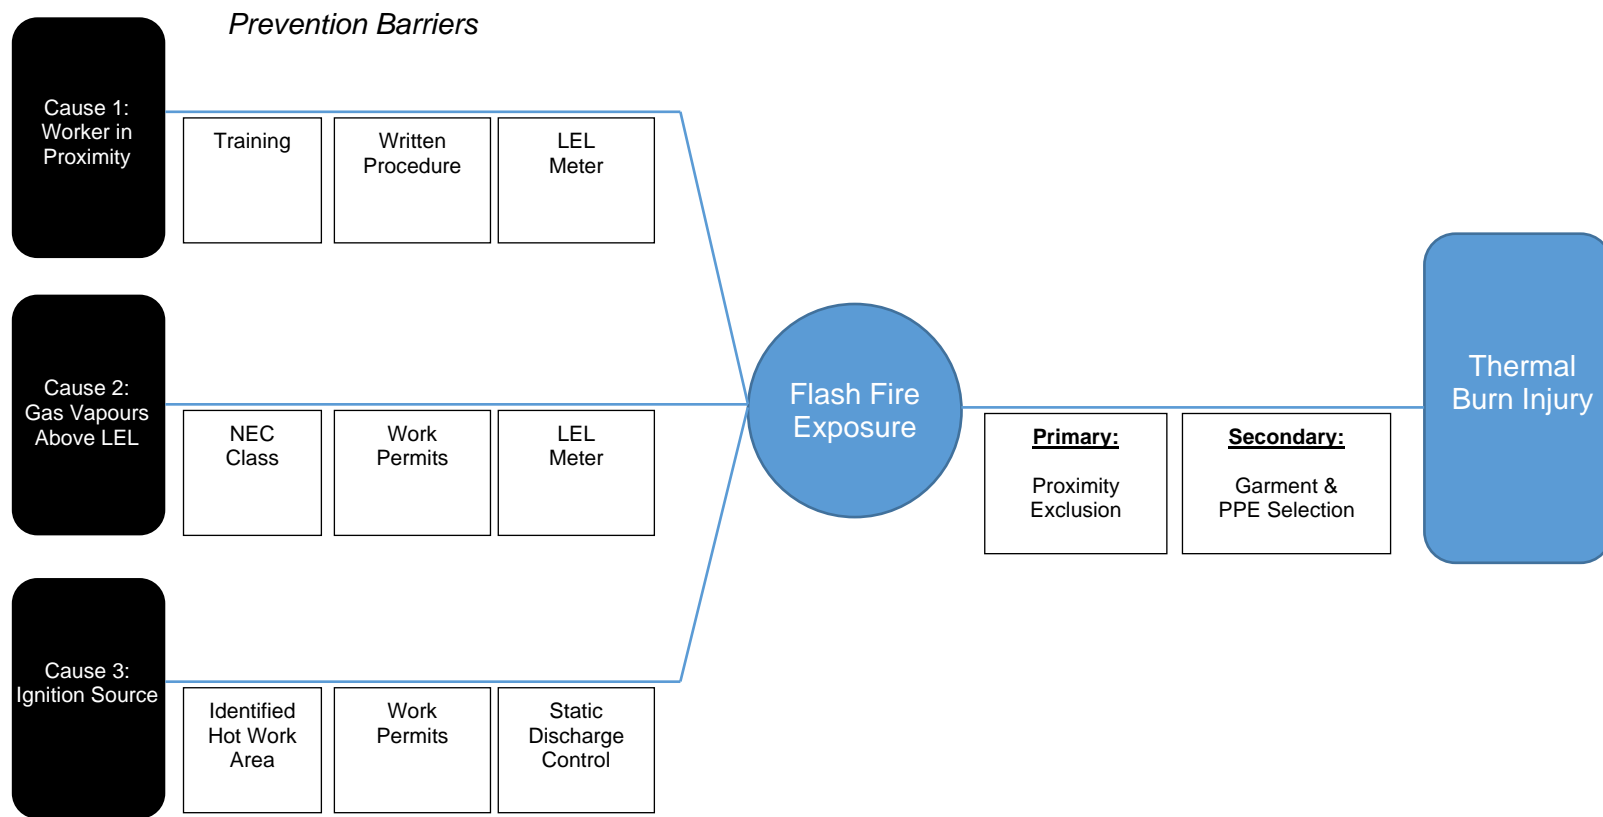 Prevention Barriers
Cause 1:
Worker in
Proximity
Training
Written
Procedure
LEL
Meter
Cause 2:
Gas Vapours
Above LEL
NEC
Class
Work
Permits
LEL
Meter
Cause 3:
Ignition Source
Identified
Hot Work
Area
Work
Permits
Static
Discharge
Control
Flash Fire
Exposure
Primary:
Proximity
Exclusion
Secondary:
Garment &
PPE Selection
Thermal
Burn Injury